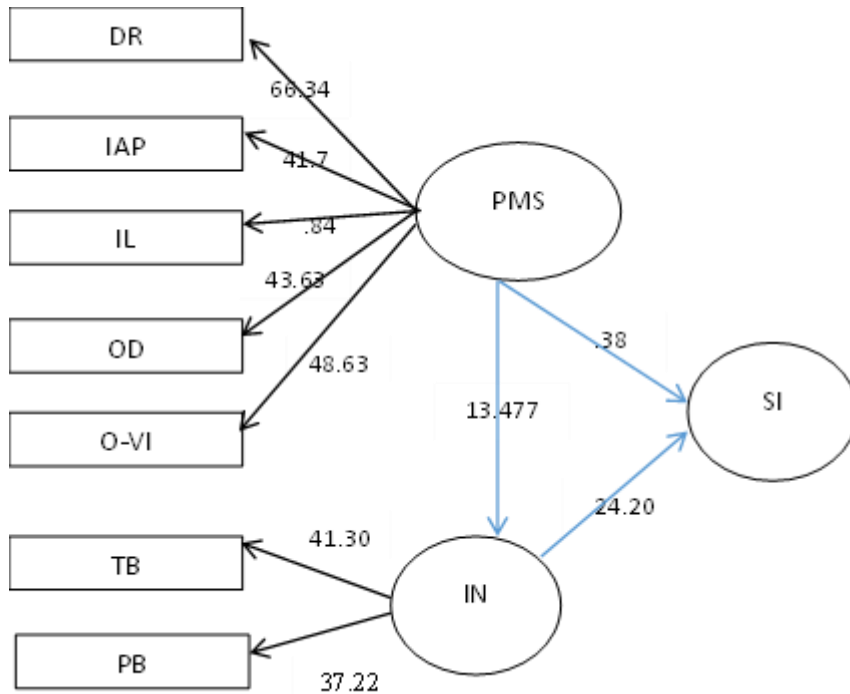 DR
66.34
IAP
41.7
PMS
IL
.84
43.63
OD
48.63
.38
13.477
SI
O-VI
24.20
41.30
TB
IN
PB
37.22